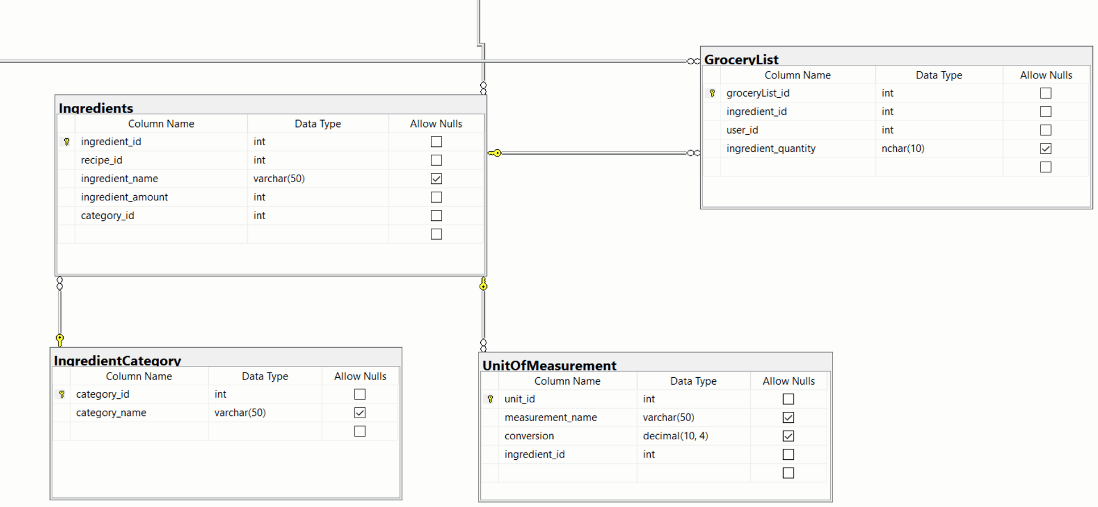 GroceryList
Column Name Data Type Allow Nulls
groceryList_id int
ingredient_id int
user_id int
ingredient_quantity nchar(10)
Ingredients
Column Name Data Type Allow Nulls
ingredient_id int
recipe_id int
ingredient_name varchar(50)
ingredient_amount int
category_id int
IngredientCategory
Column Name Data Type Allow Nulls
category_id int
category_name varchar(50)
UnitOfMeasurement
Column Name Data Type Allow Nulls
unit_id int
measurement_name varchar(50)
conversion decimal(10, 4)
ingredient_id int